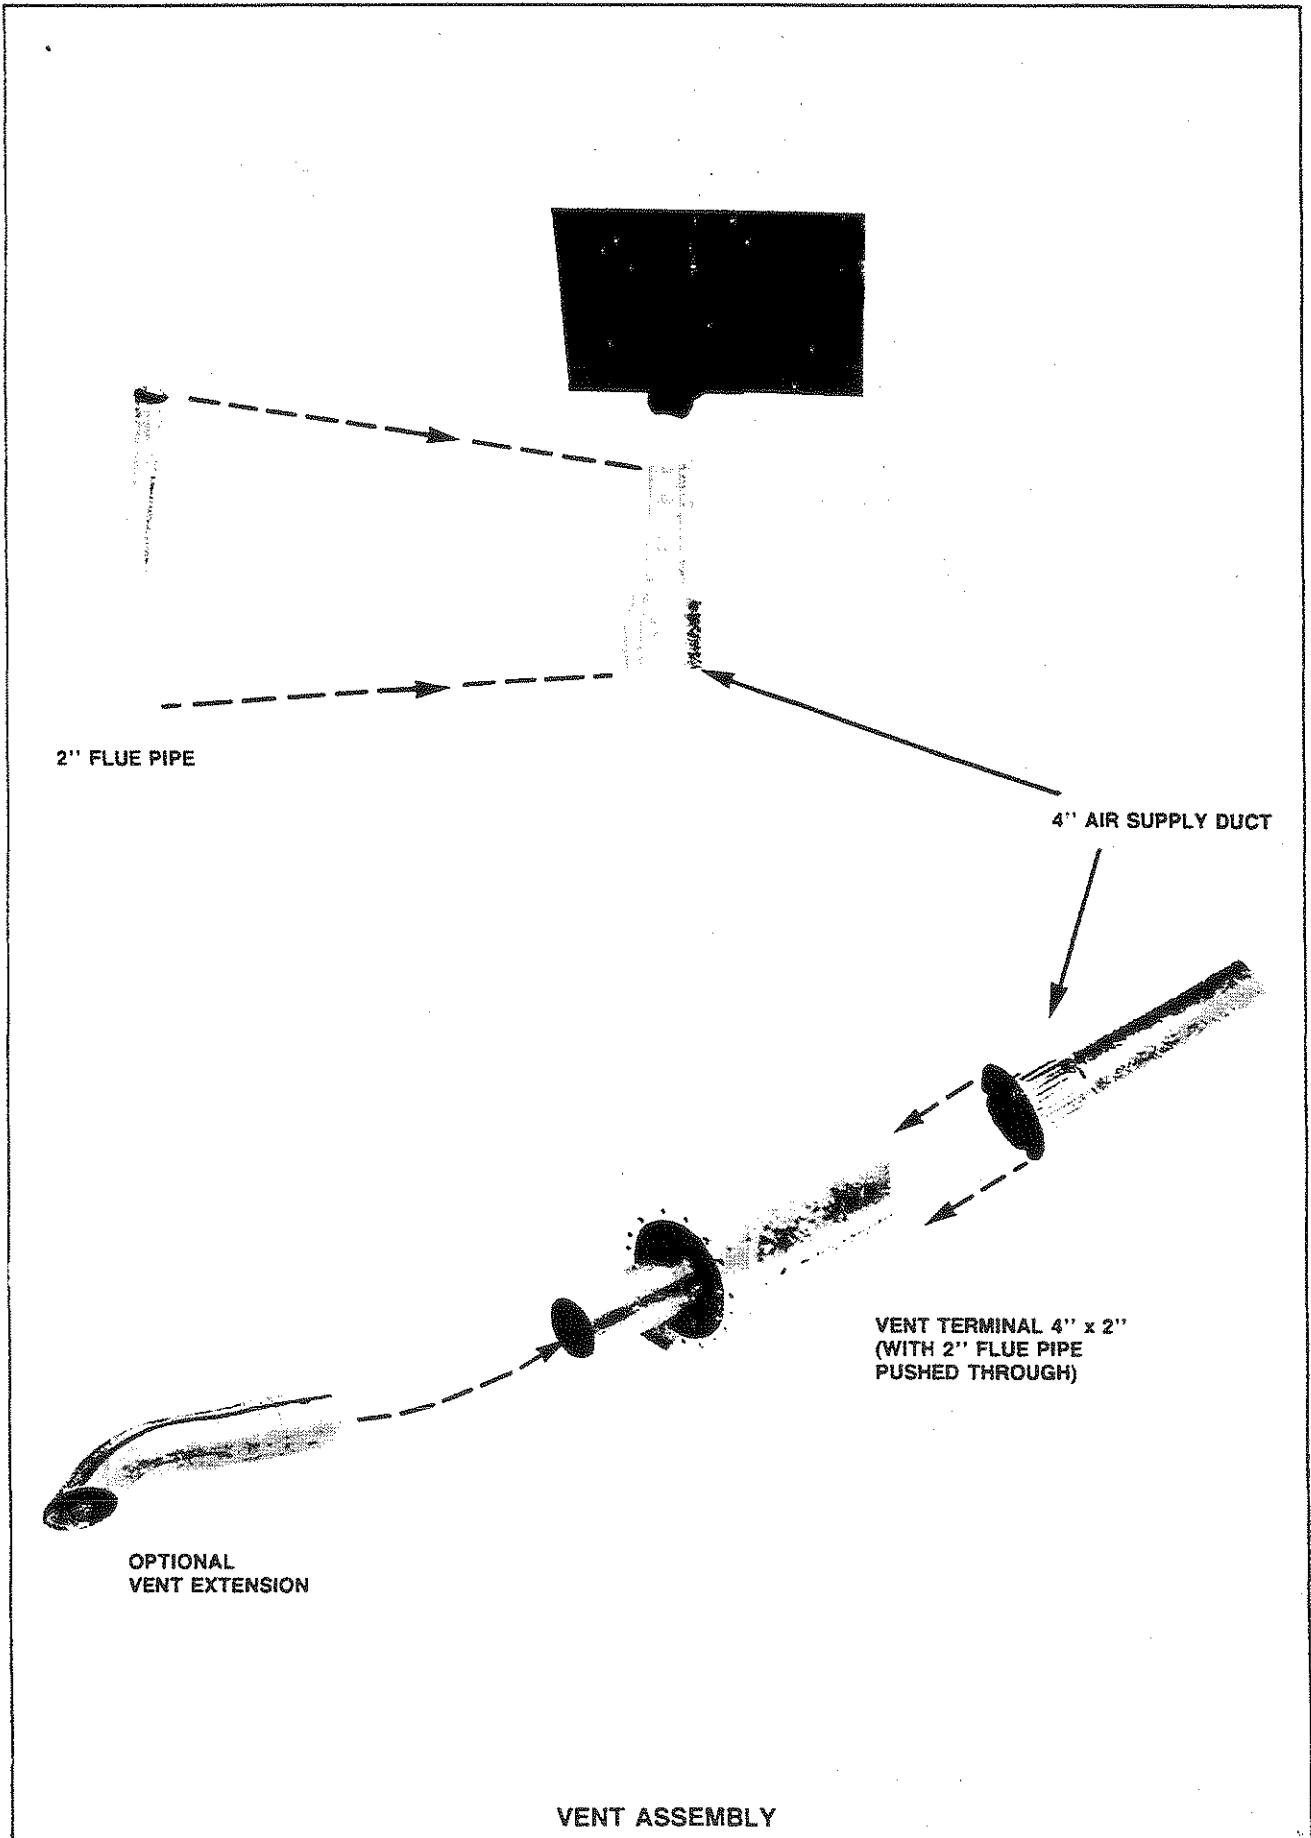 2'' FLUE PIPE
4'' AIR SUPPLY DUCT
VENT TERMINAL 4'' x 2''
(WITH 2'' FLUE PIPE
PUSHED THROUGH)
OPTIONAL
VENT EXTENSION
VENT ASSEMBLY